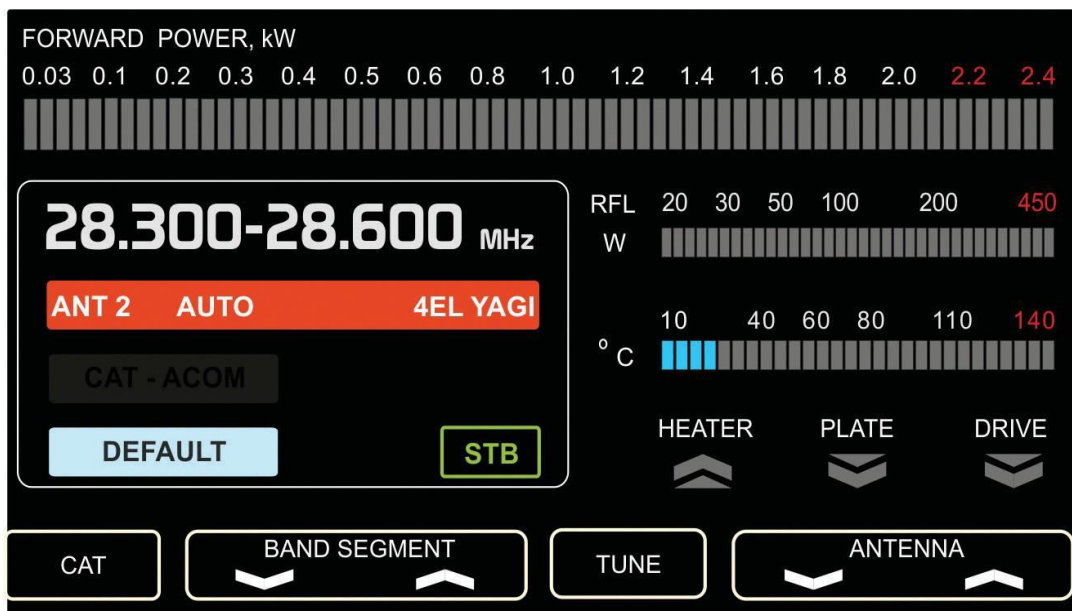 FORWARD POWER, kW
0.03 0.1 0.2 0.3 0.4 0.5 0.6 0.8 1.0 1.2 1.4 1.6 1.8 2.0 2.2 2.4
28.300-28.600 MHz
RFL 20 30 50 100 200 450
W
ANT 2 AUTO 4EL YAGI
10 40 60 80 110 140
° C
CAT - ACOM
DEFAULT STB
HEATER PLATE DRIVE
CAT BAND SEGMENT TUNE ANTENNA